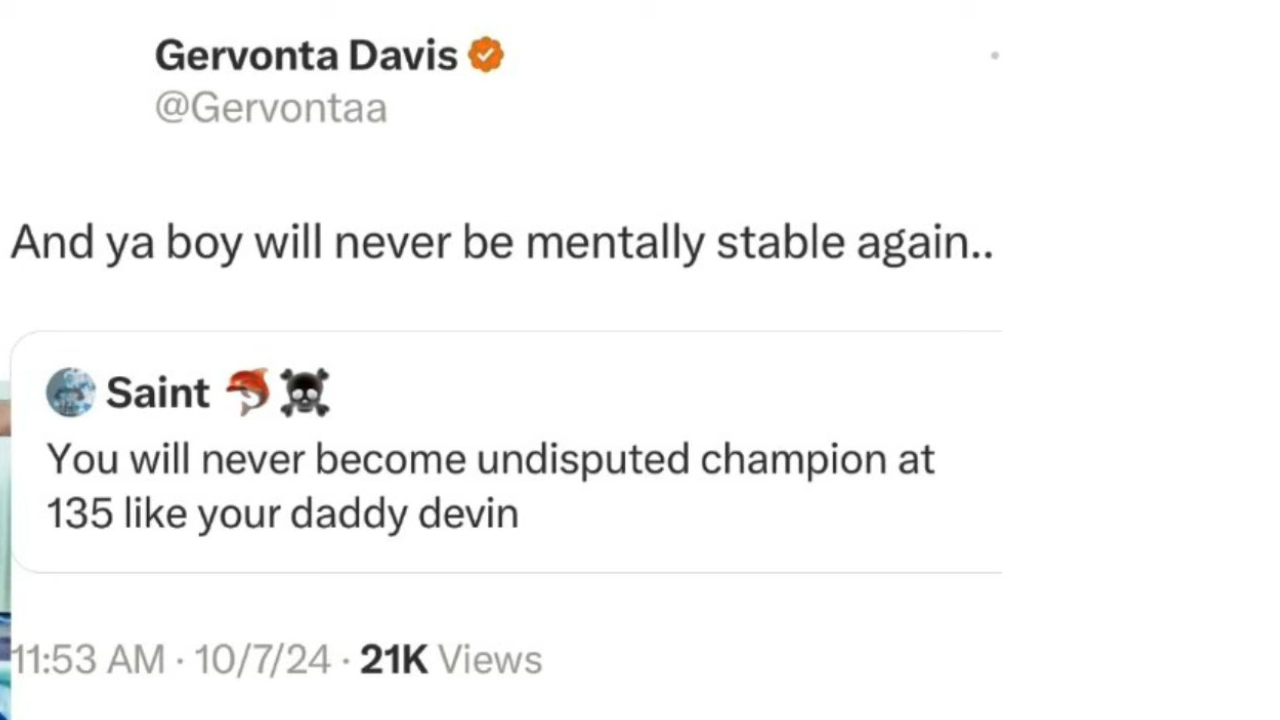 Gervonta Davis
@Gervontaa
And ya boy will never be mentally stable again..
Saint
You will never become undisputed champion at
135 like your daddy devin
11:53 AM · 10/7/24 · 21K Views